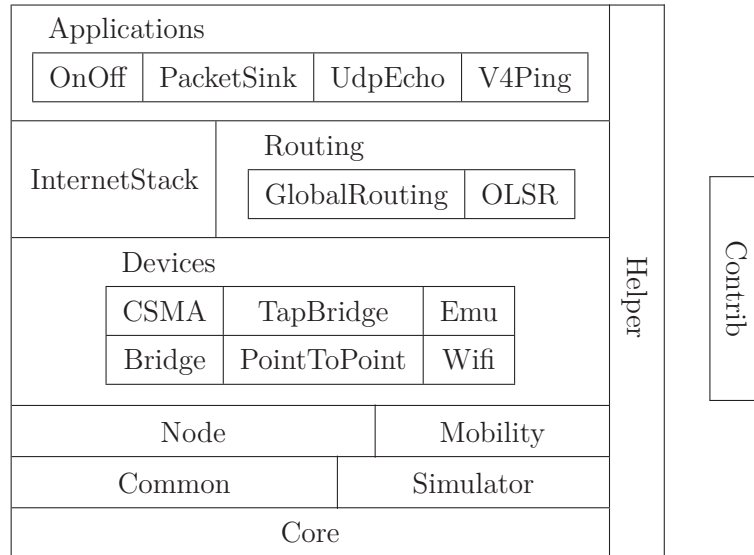 Applications
OnOff PacketSink UdpEcho V4Ping
InternetStack
Routing
GlobalRouting OLSR
Devices
CSMA TapBridge Emu
Bridge PointToPoint Wifi
Node Mobility
Common Simulator
Core
Helper
Contrib